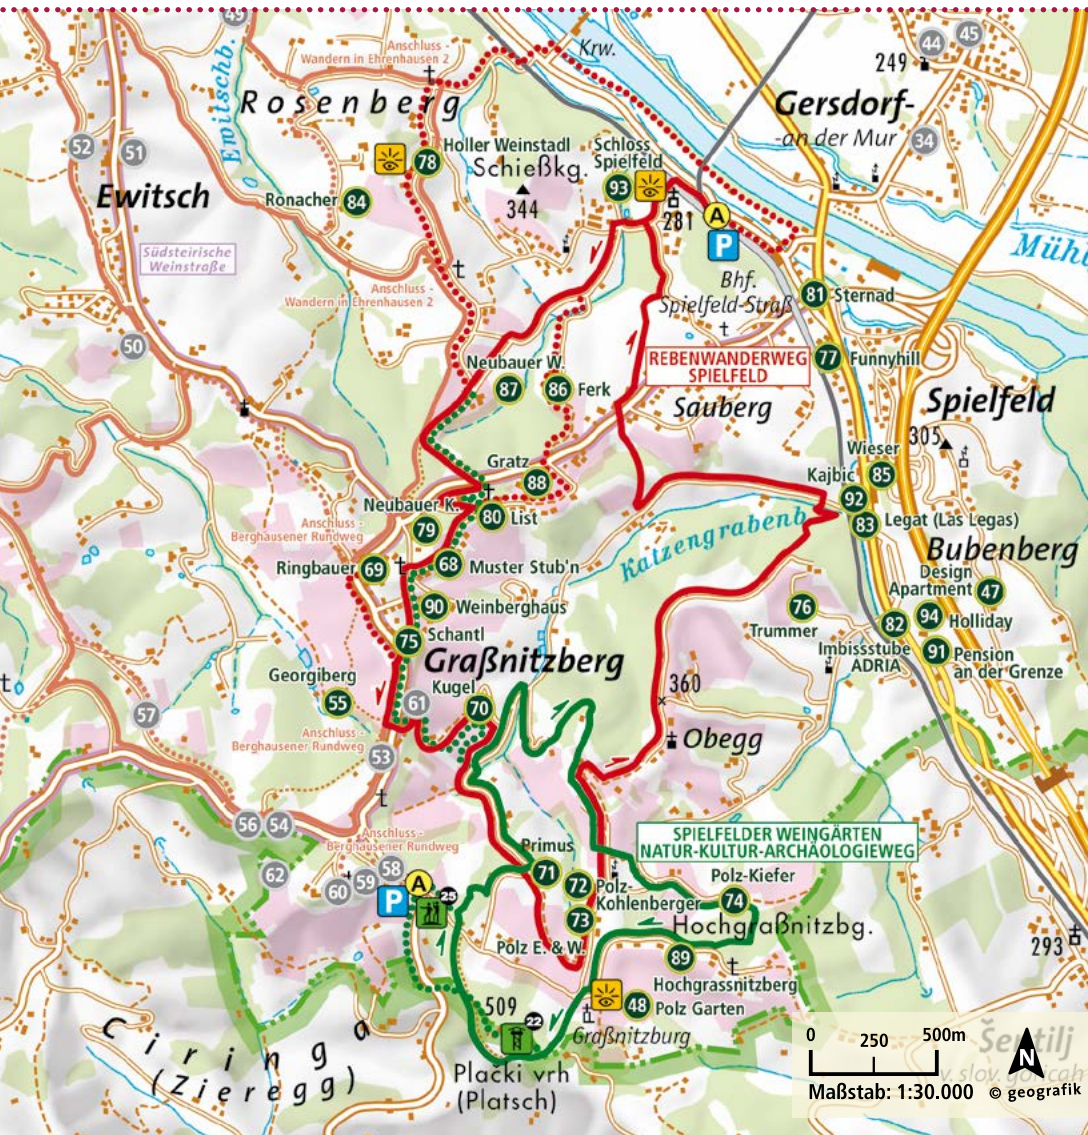 49
Anschluss -
Wandern in Ehrenhausen 2
Krw.
44
45
249
Rosenberg
Gersdorf-
-an der Mur
34
Ewitschb.
52
51
78
Holler Weinstadl
Schießkg.
344
Schloss
Spielfeld
93
281
Ewitsch
Ronacher
84
A
P
Bhf.
Spielfeld-Straß
Südsteirische
Weinstraße
Anschluss -
Wandern in Ehrenhausen 2
81
Sternad
50
Neubauer W.
87
86
Ferk
REBENWANDERWEG
SPIELFELD
77
Funnyhill
Sauberg
Spielfeld
305
Wieser
85
Gratz
88
Kajbic
92
Neubauer K.
79
80
List
83
Legat (Las Legas)
Anschluss -
Berghausener Rundweg
Katzengrabenb.
Bubenberg
Ringbauer
69
68
Muster Stub'n
Design
Apartment
47
90
Weinberghaus
76
Trummer
94
Holliday
82
75
Schantl
Imbissstube
ADRIA
91
Pension
an der Grenze
Graßnitzberg
Georgiberg
55
Kugel
61
70
360
57
Anschluss -
Berghausener Rundweg
53
Obegg
56
54
Anschluss -
Berghausener Rundweg
SPIELFELDER WEINGÄRTEN
NATUR-KULTUR-ARCHÄOLOGIEWEG
62
58
59
60
Primus
71
72
Polz-
Kohlenberger
Polz-Kiefer
74
A
P
25
73
Hochgraßnitzbg.
Polz E. & W.
89
Hochgrassnitzberg
293
509
22
48
Polz Garten
Graßnitzburg
Ciringa
(Zieregg)
Plački vrh
(Platsch)
Šentilj
v slov. goricah
0
250
500m
Maßstab: 1:30.000
N
© geografik